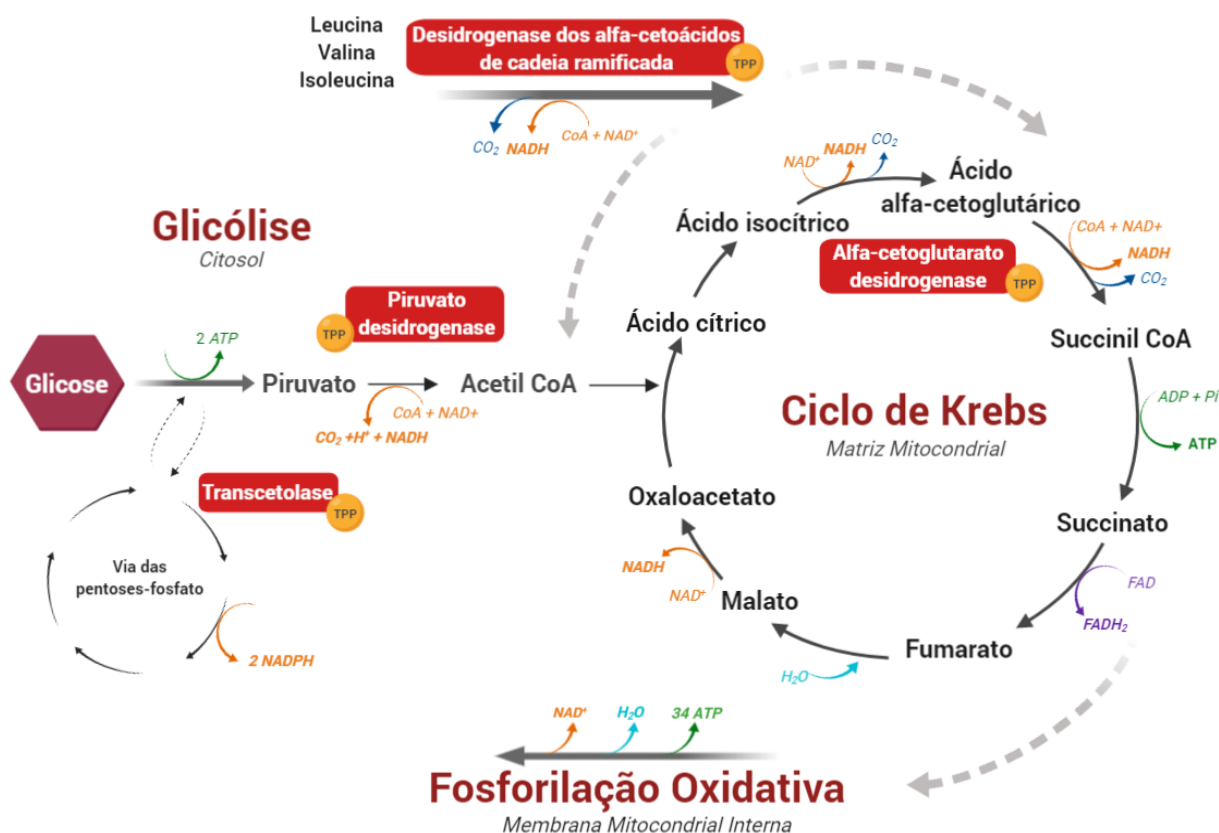 Leucina
Valina
Isoleucina
Desidrogenase dos alfa-cetoácidos
de cadeia ramificada
TPP
CO₂ NADH
CoA + NAD⁺
Glicólise
Citosol
Glicose
2 ATP
Piruvato
Piruvato
desidrogenase
TPP
CoA + NAD+
CO₂ +H⁺ + NADH
Acetil CoA
Transcetolase
TPP
Via das
pentoses-fosfato
2 NADPH
Ciclo de Krebs
Matriz Mitocondrial
Ácido cítrico
Ácido isocítrico
NAD⁺
NADH
CO₂
Ácido
alfa-cetoglutárico
Alfa-cetoglutarato
desidrogenase
TPP
CoA + NAD+
NADH
CO₂
Succinil CoA
ADP + Pi
ATP
Succinato
FAD
FADH₂
Fumarato
H₂O
Malato
NAD⁺
NADH
Oxaloacetato
NAD⁺
H₂O
34 ATP
Fosforilação Oxidativa
Membrana Mitocondrial Interna